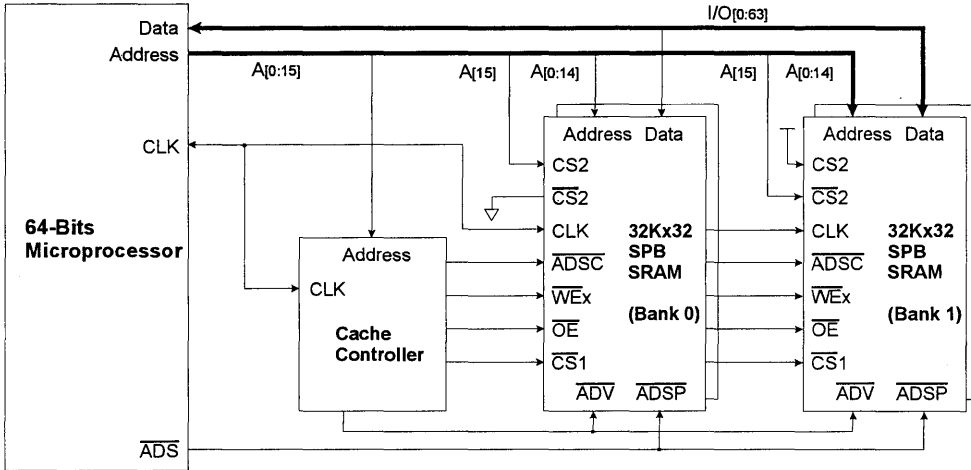 I/O[0:63]
Data
Address
A[0:15]
A[15]
A[0:14]
A[15]
A[0:14]
CLK
64-Bits
Microprocessor
ADS
Address
CLK
Cache
Controller
Address Data
CS2
CS2
CLK
ADSC
WEx
OE
CS1
32Kx32
SPB
SRAM
(Bank 0)
ADV ADSP
Address Data
CS2
CS2
CLK
ADSC
WEx
OE
CS1
32Kx32
SPB
SRAM
(Bank 1)
ADV ADSP